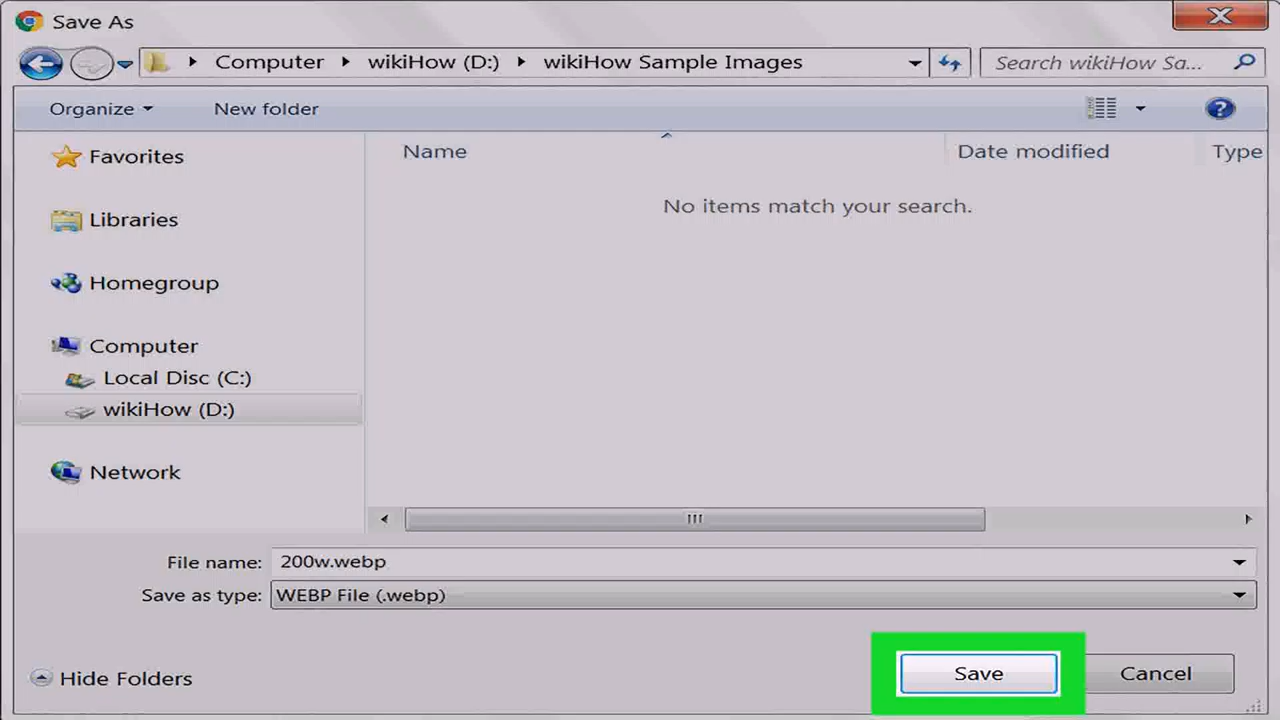 Save As
Computer wikiHow (D:) wikiHow Sample Images Search wikiHow Sa...
Organize New folder
Favorites
Libraries
Homegroup
Computer
Local Disc (C:)
wikiHow (D:)
Network
Name Date modified Type
No items match your search.
File name: 200w.webp
Save as type: WEBP File (.webp)
Hide Folders Save Cancel